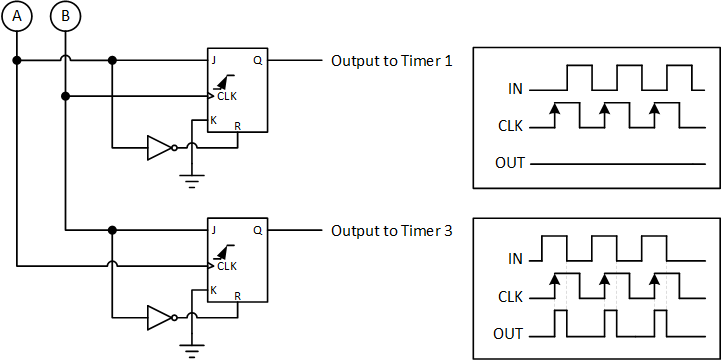 A B
J Q Output to Timer 1
CLK
K
R
IN
CLK
OUT
J Q Output to Timer 3
CLK
K
R
IN
CLK
OUT